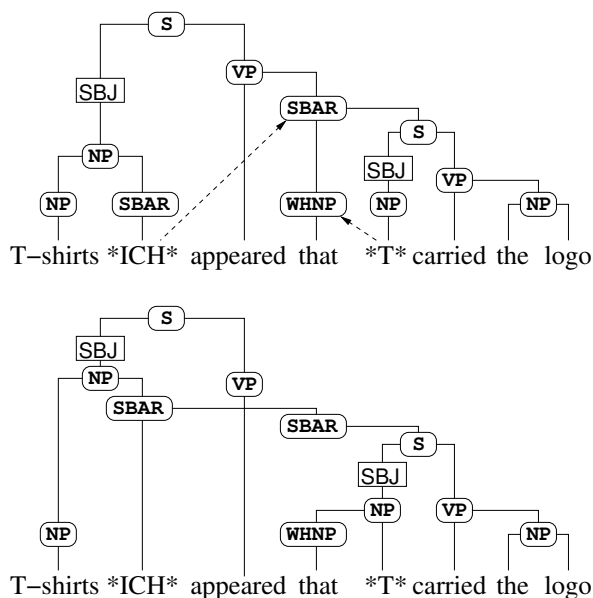 S
VP
SBJ
SBAR
S
NP
SBJ
VP
NP SBAR WHNP NP NP
T−shirts *ICH* appeared that *T* carried the logo
S
SBJ
NP VP
SBAR
SBAR
S
SBJ
NP VP
NP WHNP NP
T−shirts *ICH* appeared that *T* carried the logo